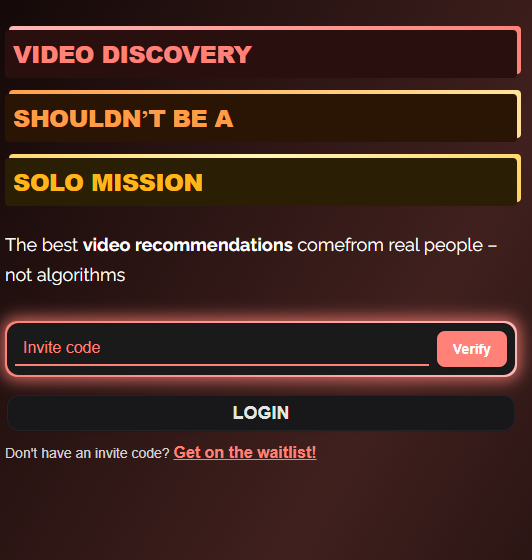 VIDEO DISCOVERY
SHOULDN’T BE A
SOLO MISSION
The best video recommendations comefrom real people –
not algorithms
Invite code
Verify
LOGIN
Don't have an invite code? Get on the waitlist!